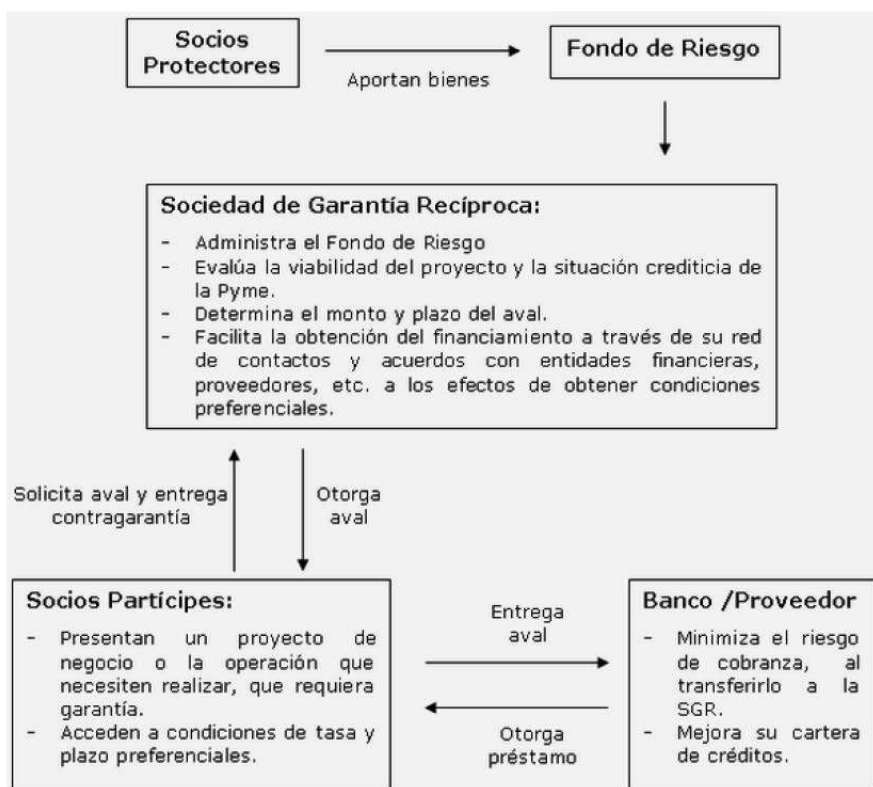 Socios
Protectores
Aportan bienes
Fondo de Riesgo
Sociedad de Garantía Recíproca:
- Administra el Fondo de Riesgo
- Evalúa la viabilidad del proyecto y la situación crediticia de
la Pyme.
- Determina el monto y plazo del aval.
- Facilita la obtención del financiamiento a través de su red
de contactos y acuerdos con entidades financieras,
proveedores, etc. a los efectos de obtener condiciones
preferenciales.
Solicita aval y entrega
contragarantía
Otorga
aval
Socios Partícipes:
- Presentan un proyecto de
negocio o la operación que
necesiten realizar, que requiera
garantía.
- Acceden a condiciones de tasa y
plazo preferenciales.
Entrega
aval
Otorga
préstamo
Banco /Proveedor
- Minimiza el riesgo
de cobranza, al
transferirlo a la
SGR.
- Mejora su cartera
de créditos.